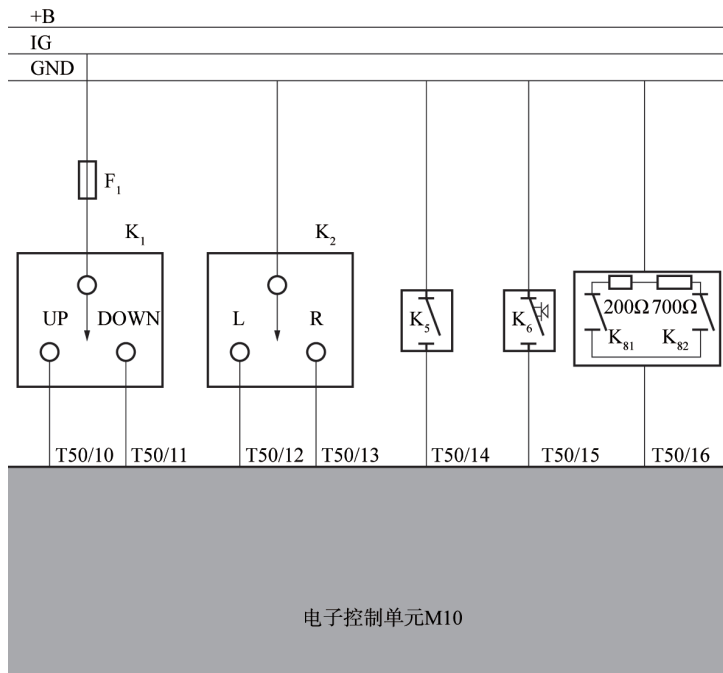 +B
IG
GND
F₁
K₁ K₂
UP DOWN L R K₅ K₆ 200Ω 700Ω
K₈₁ K₈₂
T50/10 T50/11 T50/12 T50/13 T50/14 T50/15 T50/16
电子控制单元M10